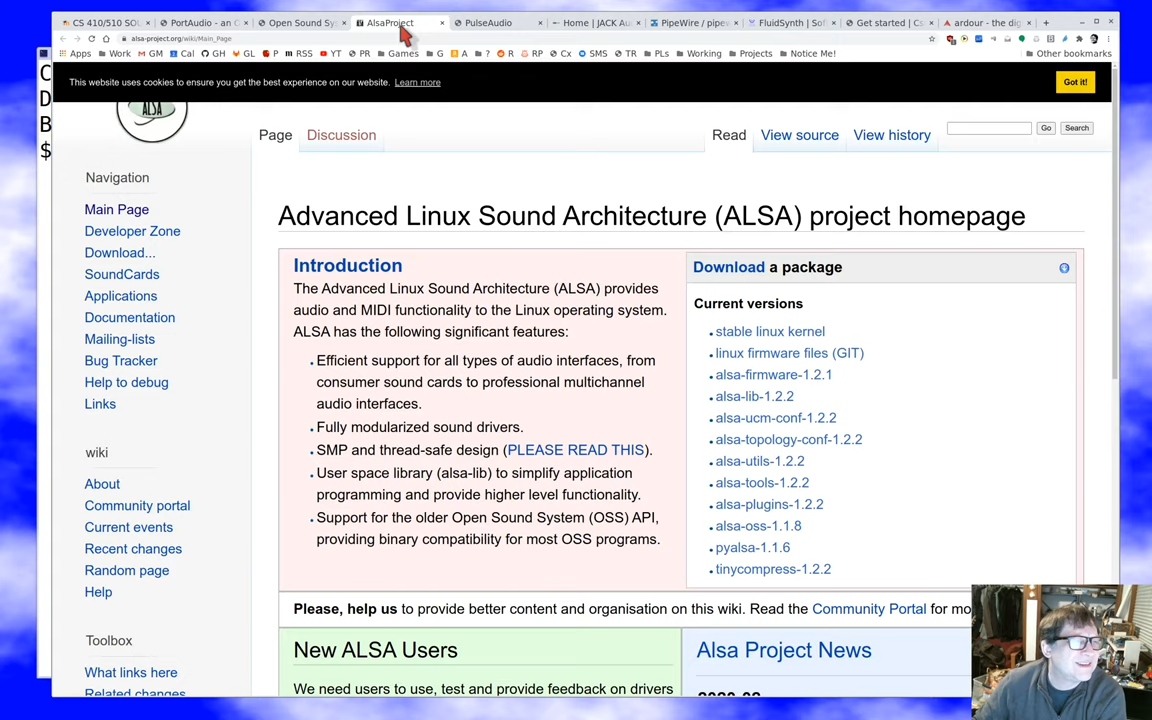 CS 410/510 SOU
PortAudio - an C
Open Sound Sys
AlsaProject
PulseAudio
Home | JACK Au
PipeWire / pipew
FluidSynth | Sof
Get started | Cs
ardour - the dig
alsa-project.org/wiki/Main_Page
Apps Work GM Cal GH GL P RSS YT PR Games G A ? R RP Cx SMS TR PLs Working Projects Notice Me! Other bookmarks
This website uses cookies to ensure you get the best experience on our website. Learn more
Got it!
C
D
B
$
ALSA
Page Discussion Read View source View history Go Search
Navigation
Main Page
Developer Zone
Download...
SoundCards
Applications
Documentation
Mailing-lists
Bug Tracker
Help to debug
Links
wiki
About
Community portal
Current events
Recent changes
Random page
Help
Toolbox
What links here
Related changes
Advanced Linux Sound Architecture (ALSA) project homepage
Introduction
The Advanced Linux Sound Architecture (ALSA) provides
audio and MIDI functionality to the Linux operating system.
ALSA has the following significant features:
Efficient support for all types of audio interfaces, from
consumer sound cards to professional multichannel
audio interfaces.
Fully modularized sound drivers.
SMP and thread-safe design (PLEASE READ THIS).
User space library (alsa-lib) to simplify application
programming and provide higher level functionality.
Support for the older Open Sound System (OSS) API,
providing binary compatibility for most OSS programs.
Download a package
Current versions
stable linux kernel
linux firmware files (GIT)
alsa-firmware-1.2.1
alsa-lib-1.2.2
alsa-ucm-conf-1.2.2
alsa-topology-conf-1.2.2
alsa-utils-1.2.2
alsa-tools-1.2.2
alsa-plugins-1.2.2
alsa-oss-1.1.8
pyalsa-1.1.6
tinycompress-1.2.2
Please, help us to provide better content and organisation on this wiki. Read the Community Portal for mo
New ALSA Users
We need users to use, test and provide feedback on drivers
Alsa Project News